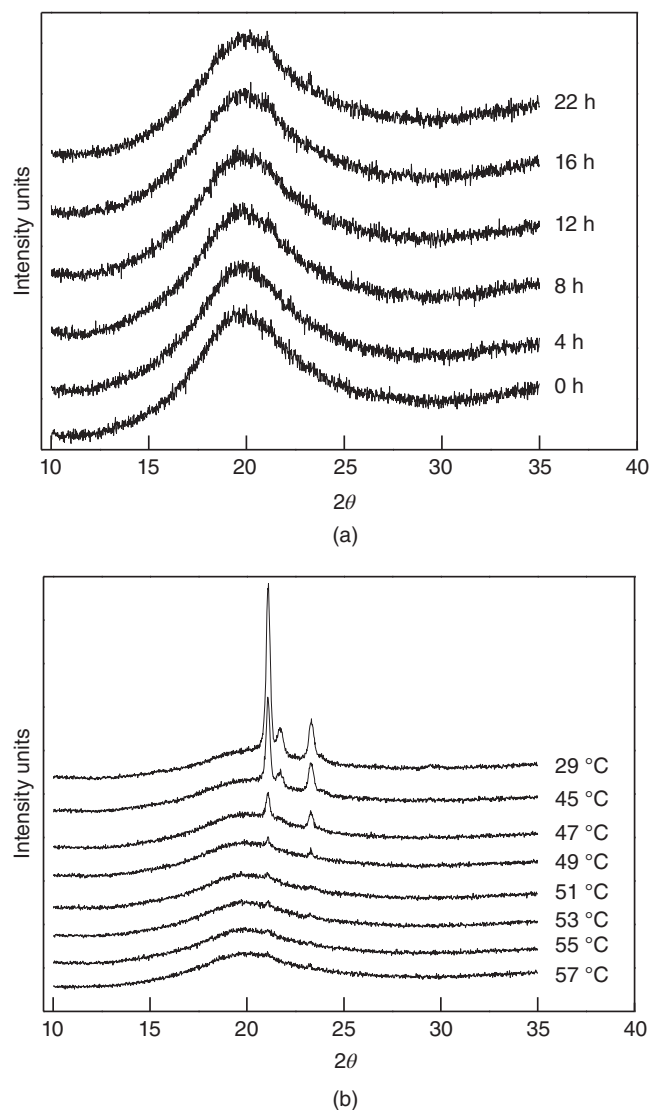 Intensity units
22 h
16 h
12 h
8 h
4 h
0 h
10 15 20 25 30 35 40
2θ
(a)
Intensity units
29 °C
45 °C
47 °C
49 °C
51 °C
53 °C
55 °C
57 °C
10 15 20 25 30 35 40
2θ
(b)